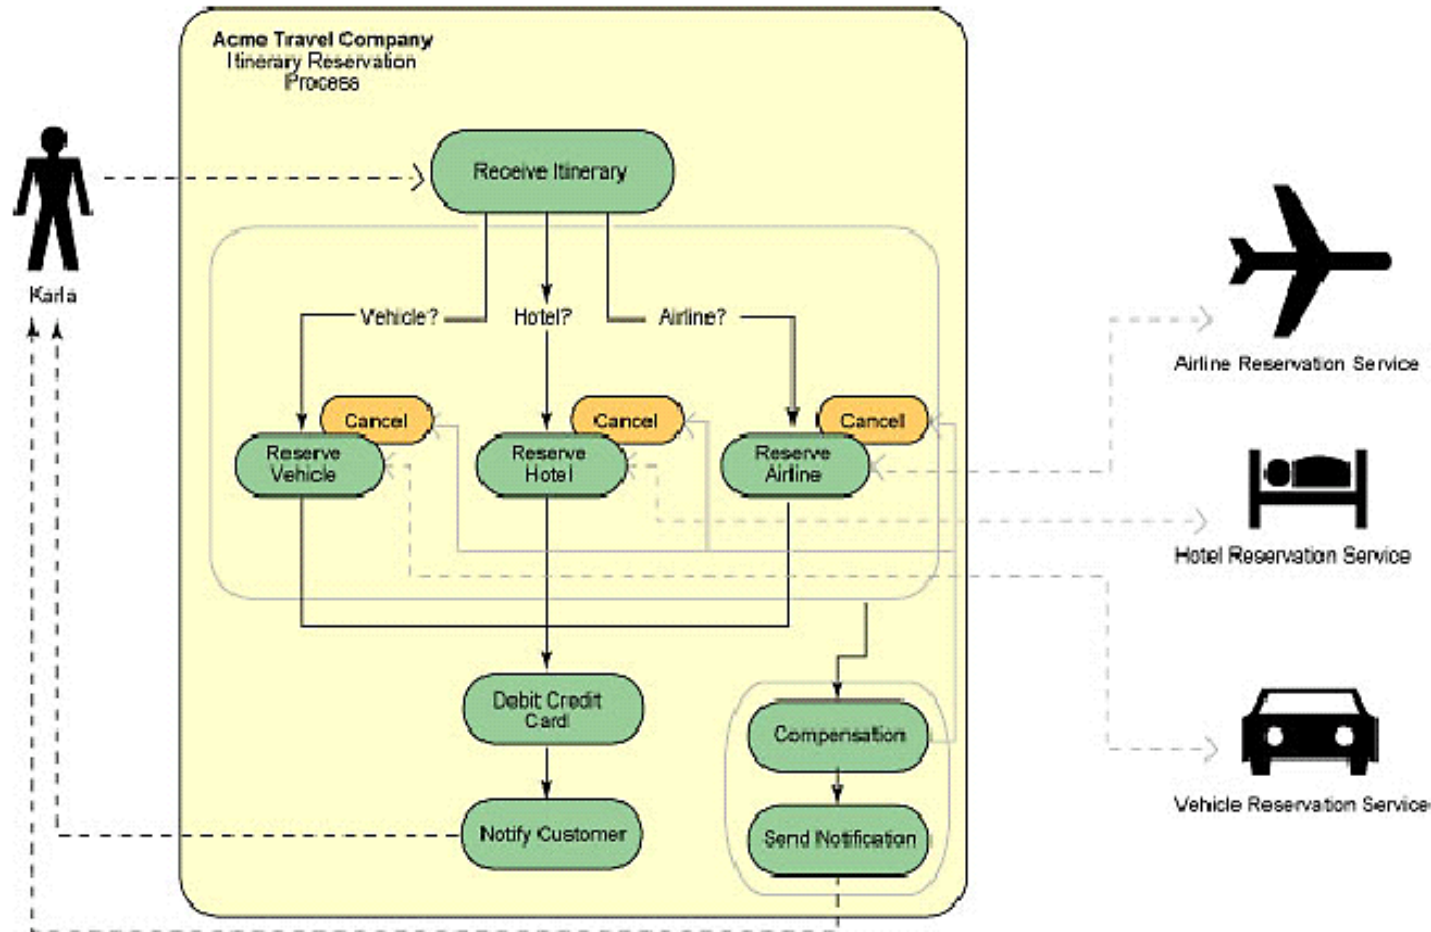 Acme Travel Company
Itinerary Reservation
Process
Receive Itinerary
Karla
Vehicle?
Hotel?
Airline?
Airline Reservation Service
Cancel
Cancel
Cancel
Reserve
Vehicle
Reserve
Hotel
Reserve
Airline
Hotel Reservation Service
Debit Credit
Card
Compensation
Vehicle Reservation Service
Notify Customer
Send Notification